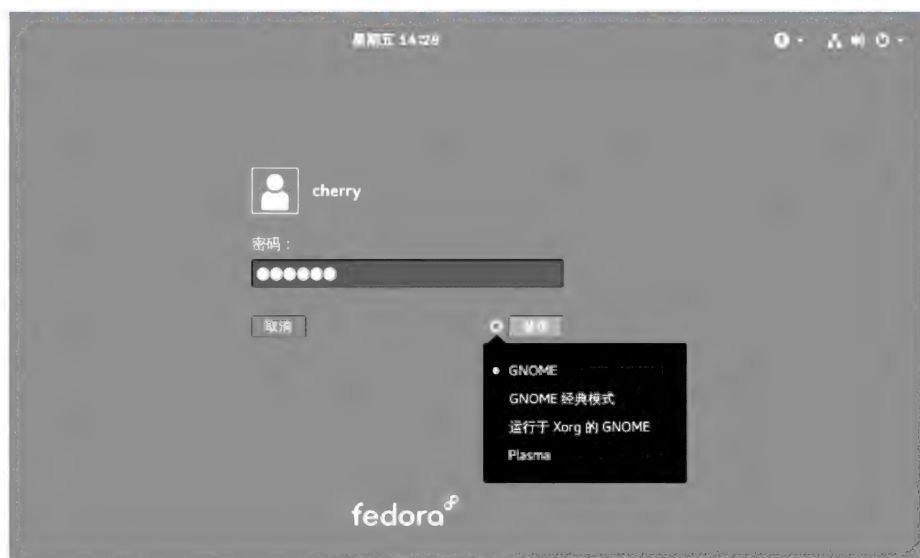 星期五 14:28
cherry
密码：
取消
GNOME
GNOME 经典模式
运行于 Xorg 的 GNOME
Plasma
fedora